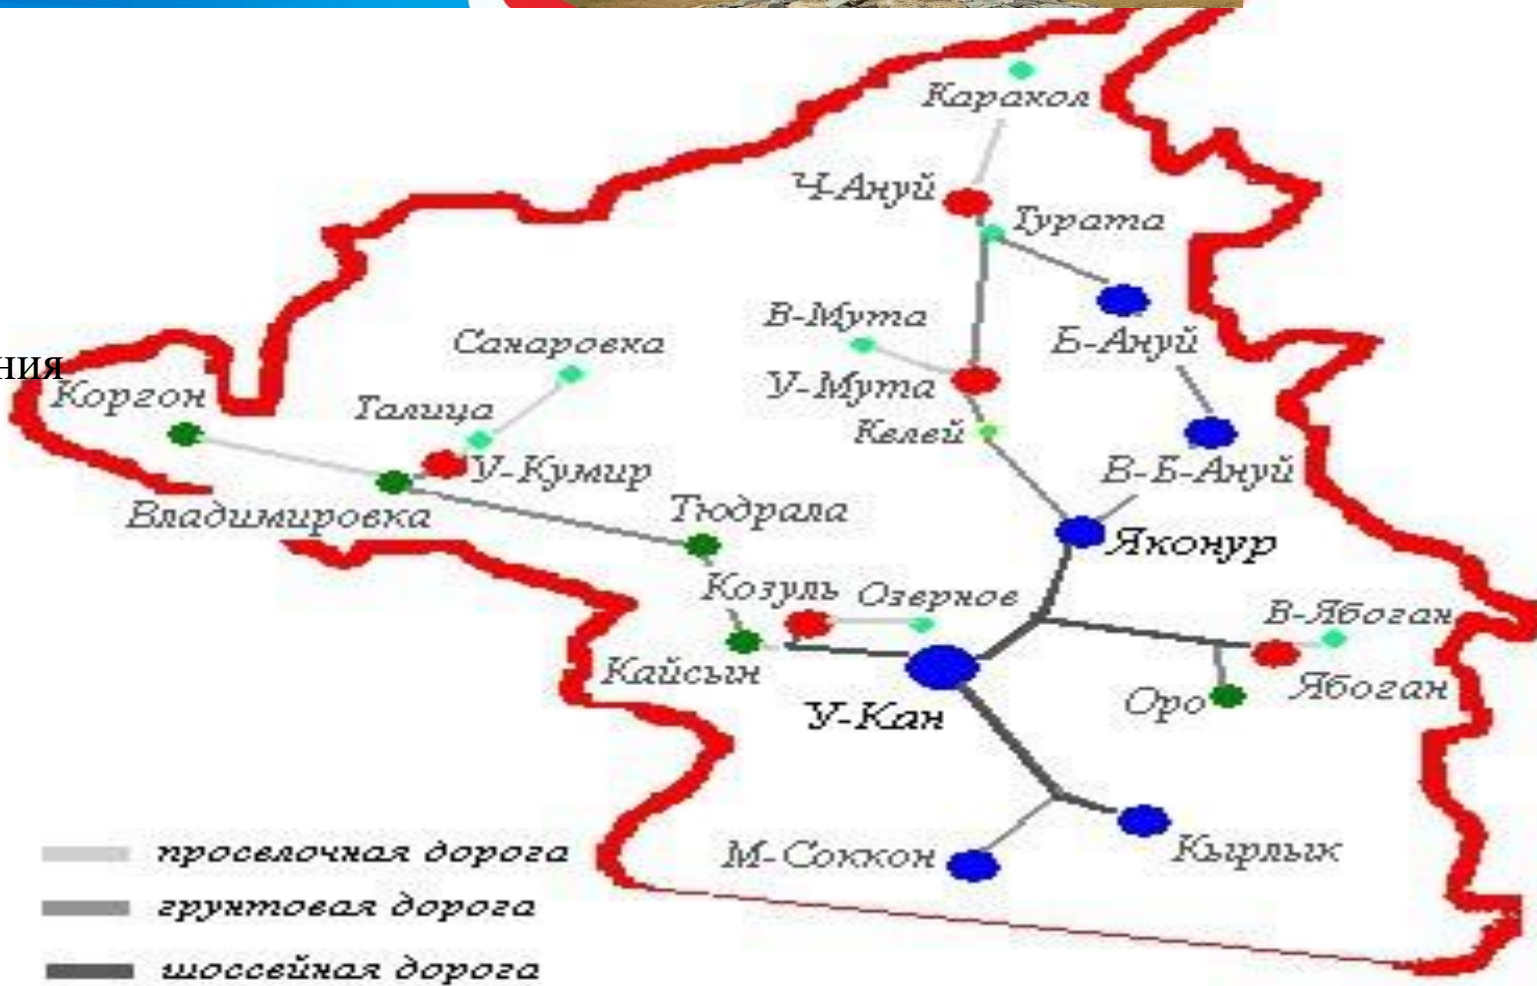 Каракол
Ч-Ануй
Турата
В-Мута
Санаровка
Б-Ануй
ния
Коргон
Талица
У-Мута
Келей
У-Кумир
В-Б-Ануй
Владимировка
Тюдрала
Яконур
Козуль
Озерное
В-Ябоган
Кайсын
Ябоган
Оро
У-Кан
М-Соккон
Кырлык
проселочная дорога
грунтовая дорога
шоссейная дорога